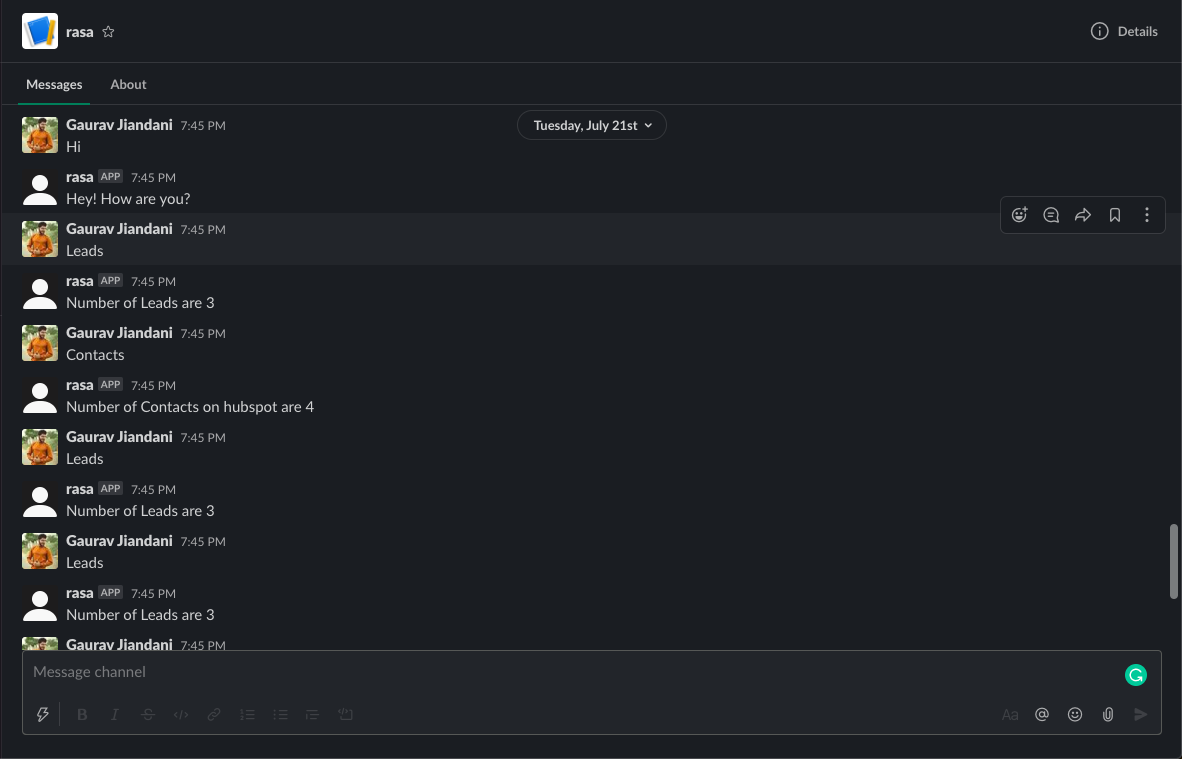 rasa
Details
Messages About
Tuesday, July 21st
Gaurav Jiandani 7:45 PM
Hi
rasa APP 7:45 PM
Hey! How are you?
Gaurav Jiandani 7:45 PM
Leads
rasa APP 7:45 PM
Number of Leads are 3
Gaurav Jiandani 7:45 PM
Contacts
rasa APP 7:45 PM
Number of Contacts on hubspot are 4
Gaurav Jiandani 7:45 PM
Leads
rasa APP 7:45 PM
Number of Leads are 3
Gaurav Jiandani 7:45 PM
Leads
rasa APP 7:45 PM
Number of Leads are 3
Gaurav Jiandani 7:45 PM
Message channel
B I S Aa @